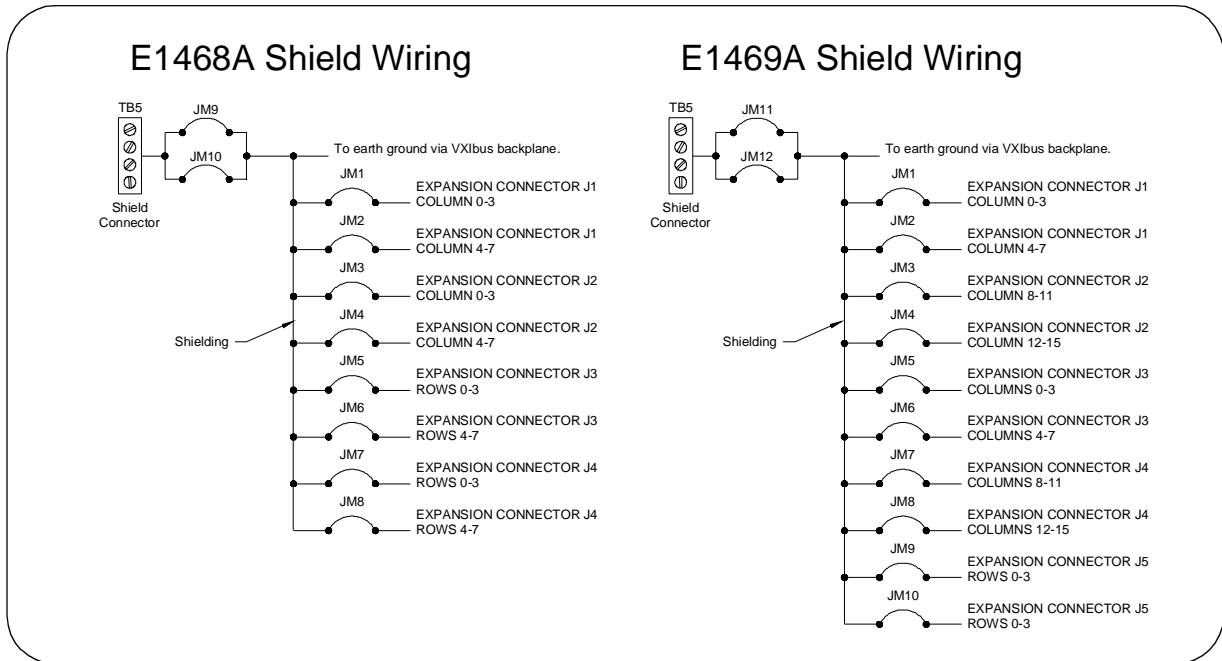 E1468A Shield Wiring
TB5
JM9
JM10
To earth ground via VXIbus backplane.
Shield
Connector
JM1
EXPANSION CONNECTOR J1
COLUMN 0-3
JM2
EXPANSION CONNECTOR J1
COLUMN 4-7
JM3
EXPANSION CONNECTOR J2
COLUMN 0-3
Shielding
JM4
EXPANSION CONNECTOR J2
COLUMN 4-7
JM5
EXPANSION CONNECTOR J3
ROWS 0-3
JM6
EXPANSION CONNECTOR J3
ROWS 4-7
JM7
EXPANSION CONNECTOR J4
ROWS 0-3
JM8
EXPANSION CONNECTOR J4
ROWS 4-7
E1469A Shield Wiring
TB5
JM11
JM12
To earth ground via VXIbus backplane.
Shield
Connector
JM1
EXPANSION CONNECTOR J1
COLUMN 0-3
JM2
EXPANSION CONNECTOR J1
COLUMN 4-7
JM3
EXPANSION CONNECTOR J2
COLUMN 8-11
Shielding
JM4
EXPANSION CONNECTOR J2
COLUMN 12-15
JM5
EXPANSION CONNECTOR J3
COLUMNS 0-3
JM6
EXPANSION CONNECTOR J3
COLUMNS 4-7
JM7
EXPANSION CONNECTOR J4
COLUMNS 8-11
JM8
EXPANSION CONNECTOR J4
COLUMNS 12-15
JM9
EXPANSION CONNECTOR J5
ROWS 0-3
JM10
EXPANSION CONNECTOR J5
ROWS 0-3